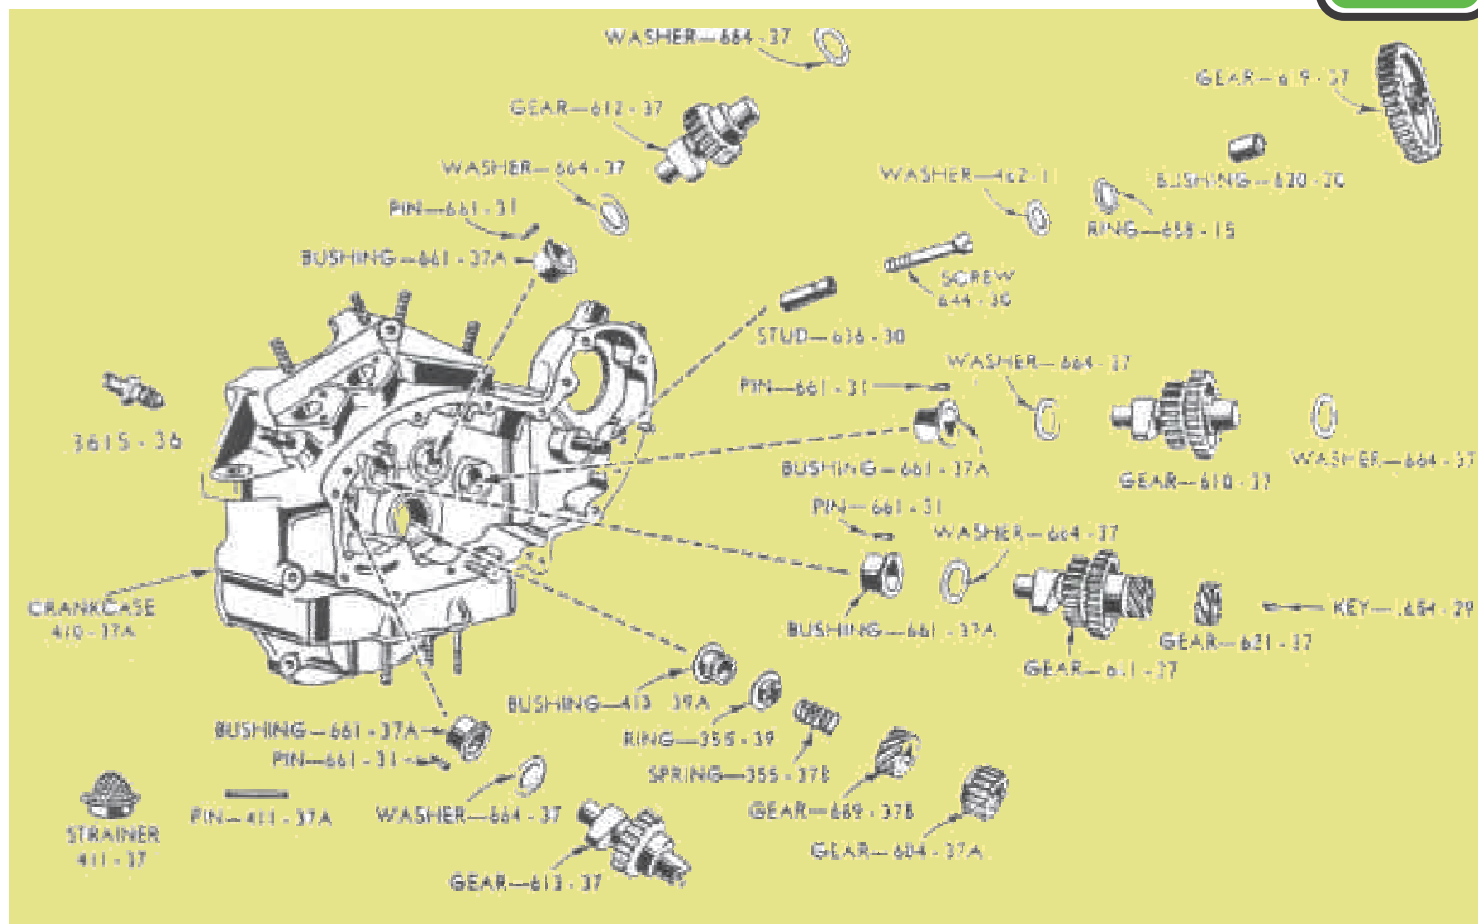 WASHER—664-37
GEAR—612-37
GEAR—619-37
WASHER—664-37
WASHER—462-11
BUSHING—620-20
PIN—661-31
RING—658-15
BUSHING—661-37A
SCREW
644-30
STUD—636-30
WASHER—664-37
PIN—661-31
3615-36
BUSHING—661-37A
WASHER—664-37
GEAR—610-37
PIN—661-31
WASHER—664-37
CRANKCASE
410-37A
BUSHING—661-37A
KEY—
GEAR—621-37
GEAR—611-37
BUSHING—413-39A
BUSHING—661-37A
RING—355-39
PIN—661-31
SPRING—355-37B
PIN—411-37A
WASHER—664-37
GEAR—669-37B
STRAINER
411-37
GEAR—604-37A
GEAR—613-37